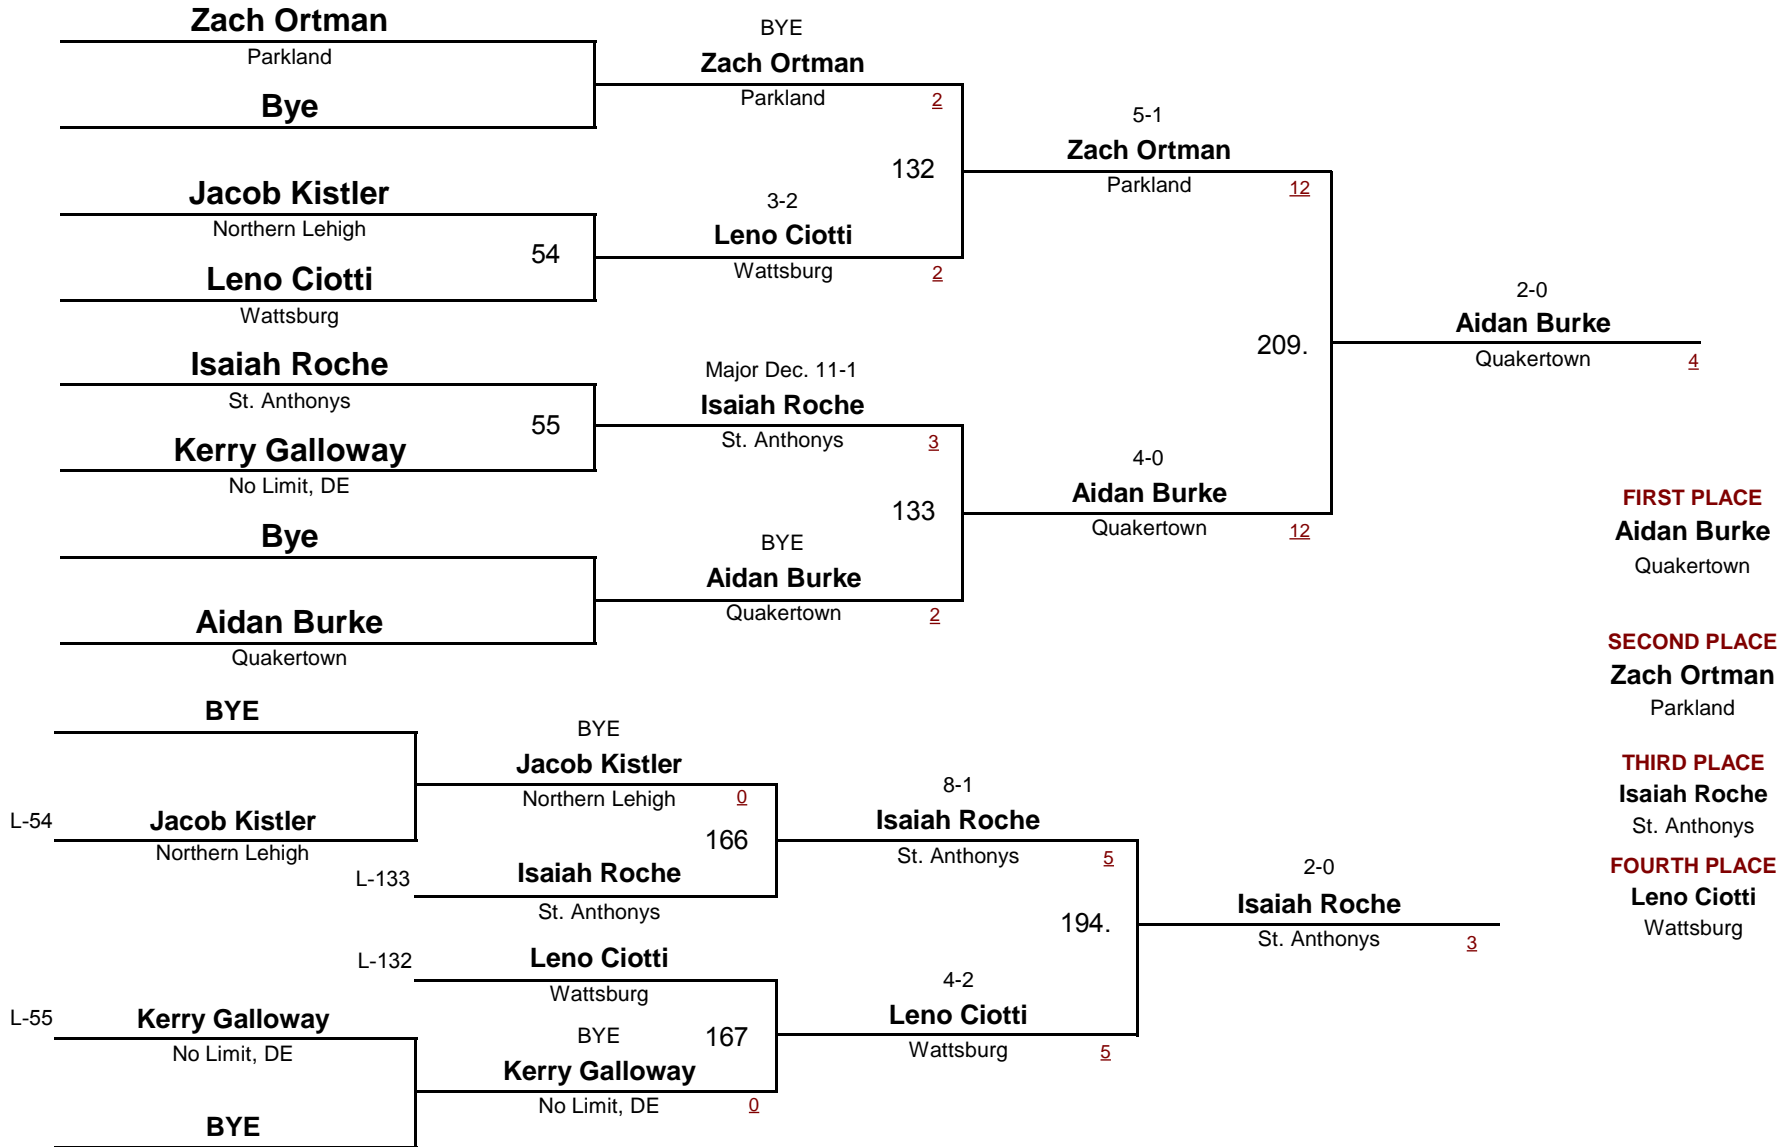 Zach Ortman
Parkland
Bye
Jacob Kistler
Northern Lehigh
54
Leno Ciotti
Wattsburg
Isaiah Roche
St. Anthonys
55
Kerry Galloway
No Limit, DE
Bye
Aidan Burke
Quakertown
BYE
Zach Ortman
Parkland 2
132
3-2
Leno Ciotti
Wattsburg 2
Major Dec. 11-1
Isaiah Roche
St. Anthonys 3
133
BYE
Aidan Burke
Quakertown 2
5-1
Zach Ortman
Parkland 12
209.
4-0
Aidan Burke
Quakertown 12
2-0
Aidan Burke
Quakertown 4
FIRST PLACE
Aidan Burke
Quakertown
SECOND PLACE
Zach Ortman
Parkland
THIRD PLACE
Isaiah Roche
St. Anthonys
FOURTH PLACE
Leno Ciotti
Wattsburg
BYE
L-54 Jacob Kistler
Northern Lehigh
L-55 Kerry Galloway
No Limit, DE
BYE
BYE
Jacob Kistler
Northern Lehigh 0
166
L-133 Isaiah Roche
St. Anthonys
L-132 Leno Ciotti
Wattsburg
BYE 167
Kerry Galloway
No Limit, DE 0
8-1
Isaiah Roche
St. Anthonys 5
194.
4-2
Leno Ciotti
Wattsburg 5
2-0
Isaiah Roche
St. Anthonys 3